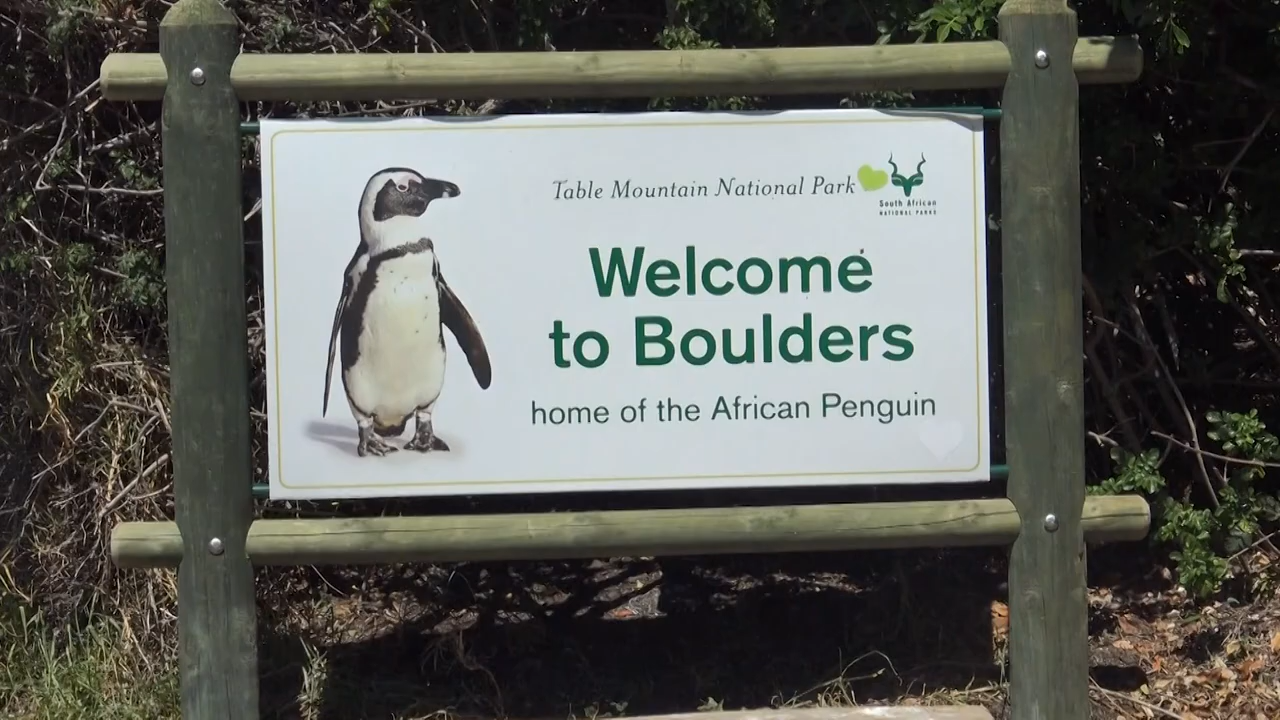 Table Mountain National Park
South African
NATIONAL PARKS
Welcome
to Boulders
home of the African Penguin